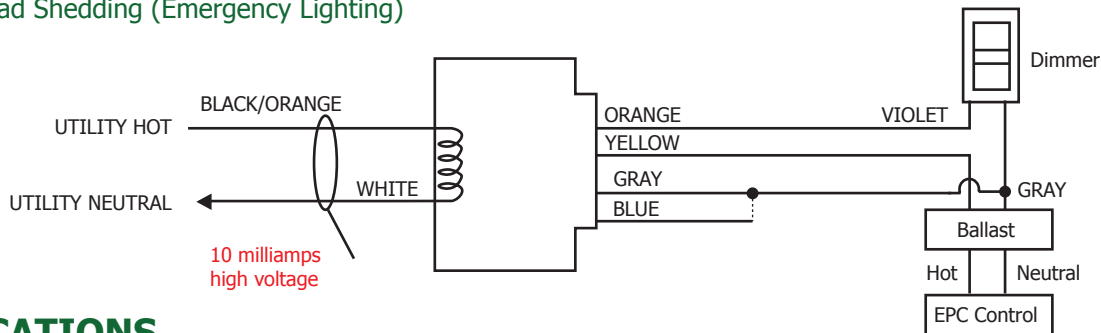 ad Shedding (Emergency Lighting)
Dimmer
BLACK/ORANGE
UTILITY HOT
ORANGE
VIOLET
YELLOW
GRAY
WHITE
UTILITY NEUTRAL
GRAY
BLUE
Ballast
10 milliamps
high voltage
Hot
Neutral
EPC Control
CATIONS